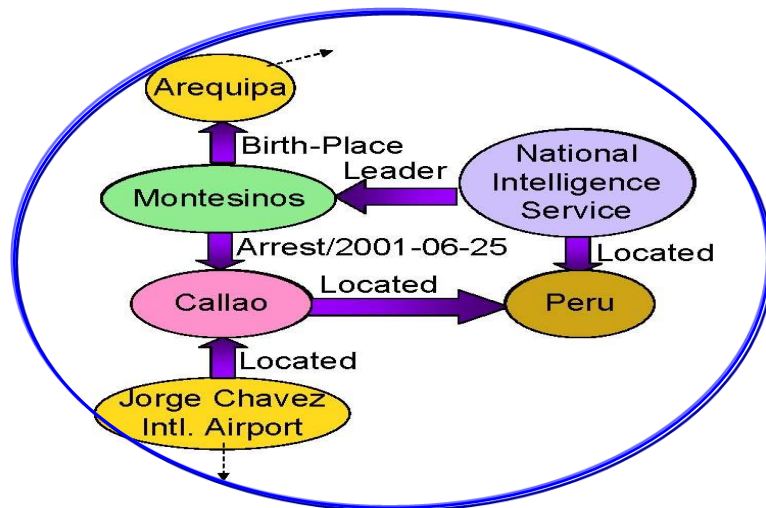 Arequipa
Birth-Place
Leader
National
Intelligence
Service
Montesinos
Arrest/2001-06-25
Located
Located
Callao
Peru
Located
Jorge Chavez
Intl. Airport